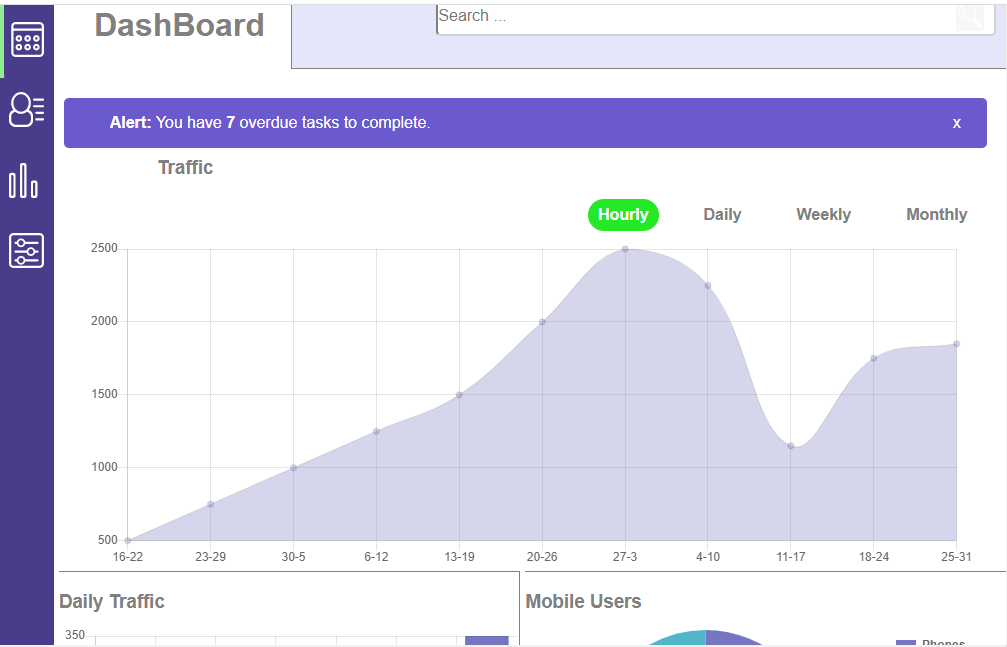 DashBoard
Search ...
Alert: You have 7 overdue tasks to complete.
x
Traffic
Hourly Daily Weekly Monthly
2500
2000
1500
1000
500
16-22 23-29 30-5 6-12 13-19 20-26 27-3 4-10 11-17 18-24 25-31
Daily Traffic
350
Mobile Users
Phones